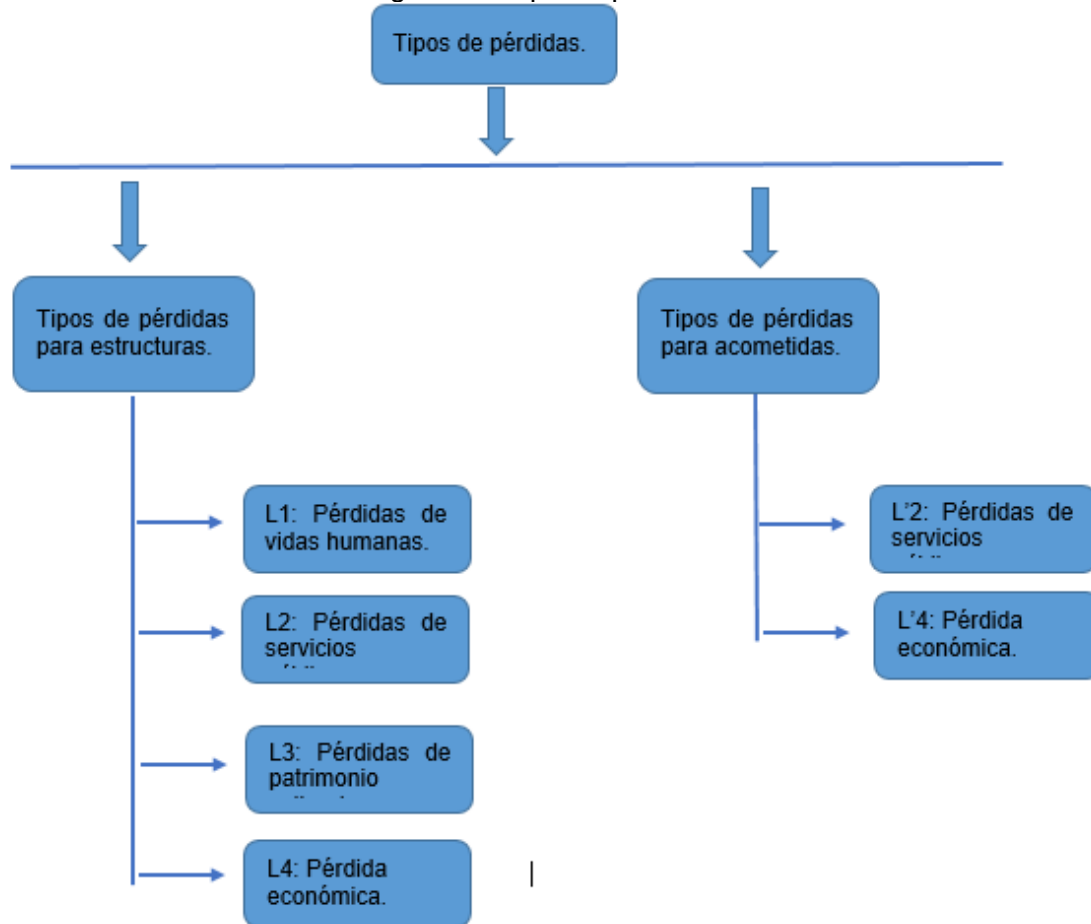 Tipos de pérdidas.
Tipos de pérdidas
para estructuras.
Tipos de pérdidas
para acometidas.
L1: Pérdidas de
vidas humanas.
L2: Pérdidas de
servicios
L3: Pérdidas de
patrimonio
L4: Pérdida
económica.
L'2: Pérdidas de
servicios
L'4: Pérdida
económica.